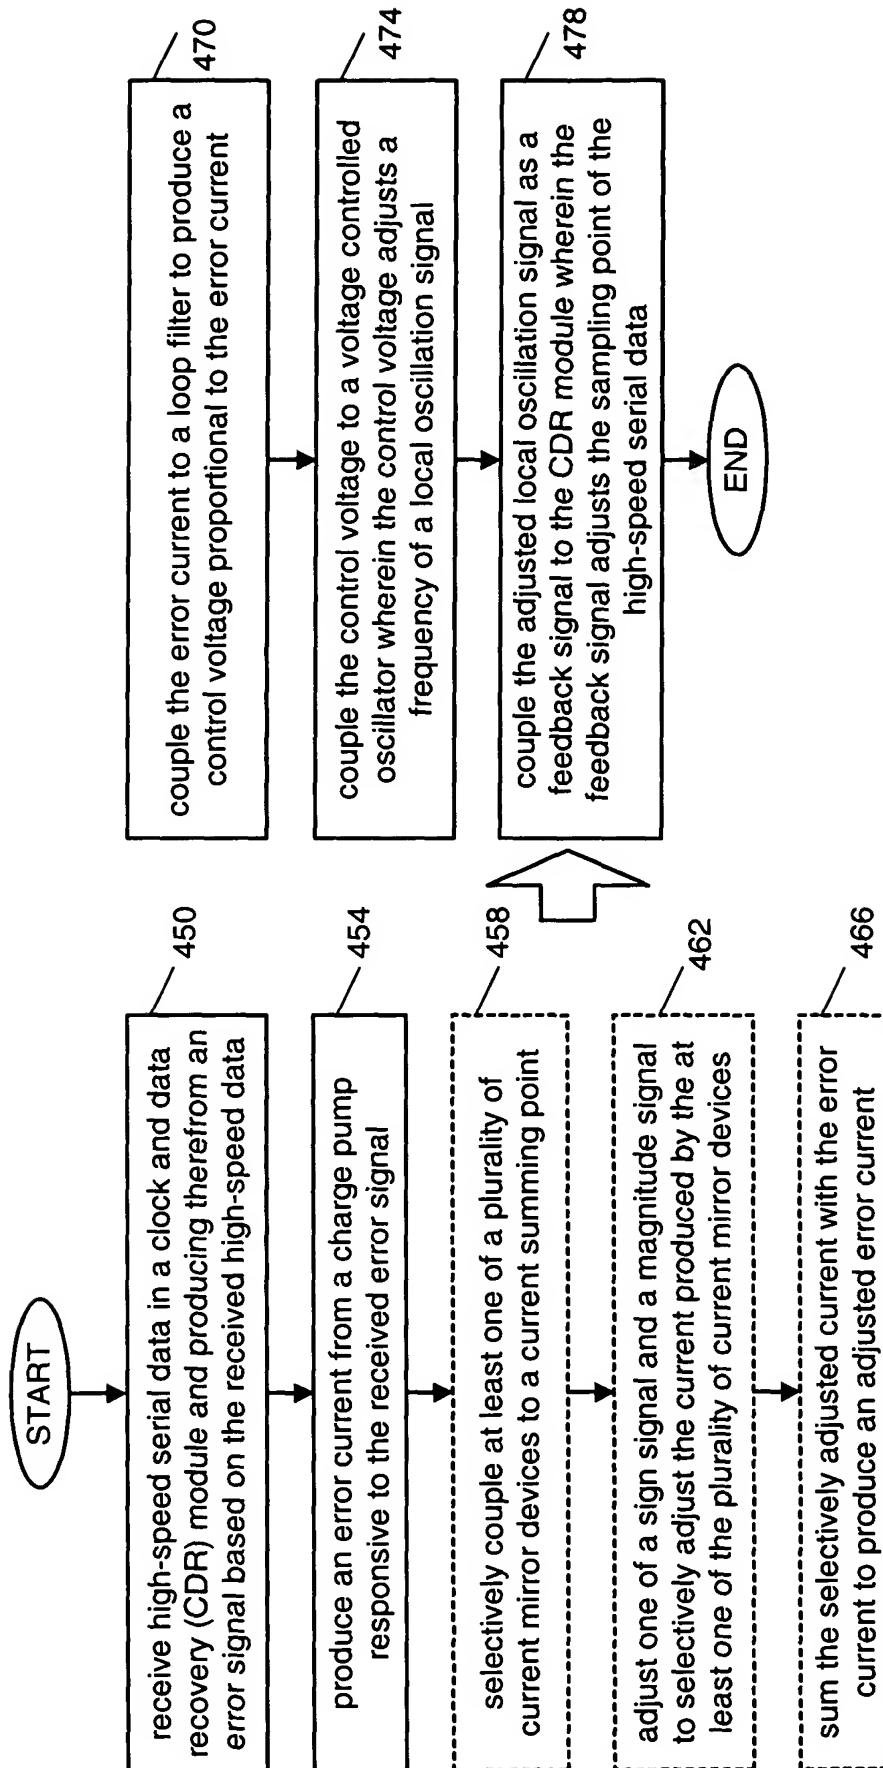 START
receive high-speed serial data in a clock and data
recovery (CDR) module and producing therefrom an
error signal based on the received high-speed data
450
produce an error current from a charge pump
responsive to the received error signal
454
selectively couple at least one of a plurality of
current mirror devices to a current summing point
458
adjust one of a sign signal and a magnitude signal
to selectively adjust the current produced by the at
least one of the plurality of current mirror devices
462
sum the selectively adjusted current with the error
current to produce an adjusted error current
466
couple the error current to a loop filter to produce a
control voltage proportional to the error current
470
couple the control voltage to a voltage controlled
oscillator wherein the control voltage adjusts a
frequency of a local oscillation signal
474
couple the adjusted local oscillation signal as a
feedback signal to the CDR module wherein the
feedback signal adjusts the sampling point of the
high-speed serial data
478
END